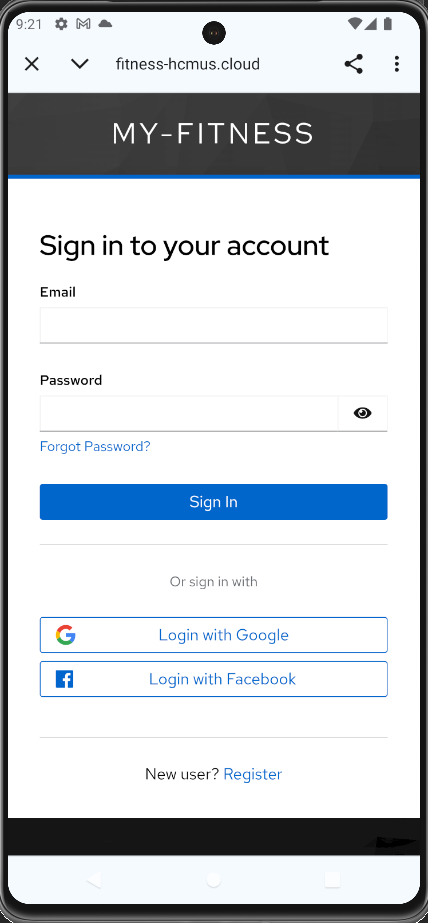 9:21
fitness-hcmus.cloud
MY-FITNESS
Sign in to your account
Email
Password
Forgot Password?
Sign In
Or sign in with
Login with Google
Login with Facebook
New user? Register